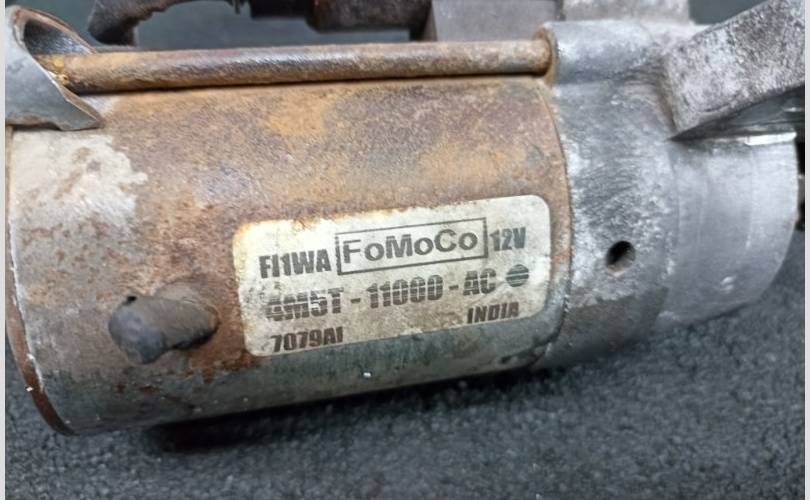 FI1WA FoMoCo 12V
4M5T - 11000 - AC
7079AI INDIA